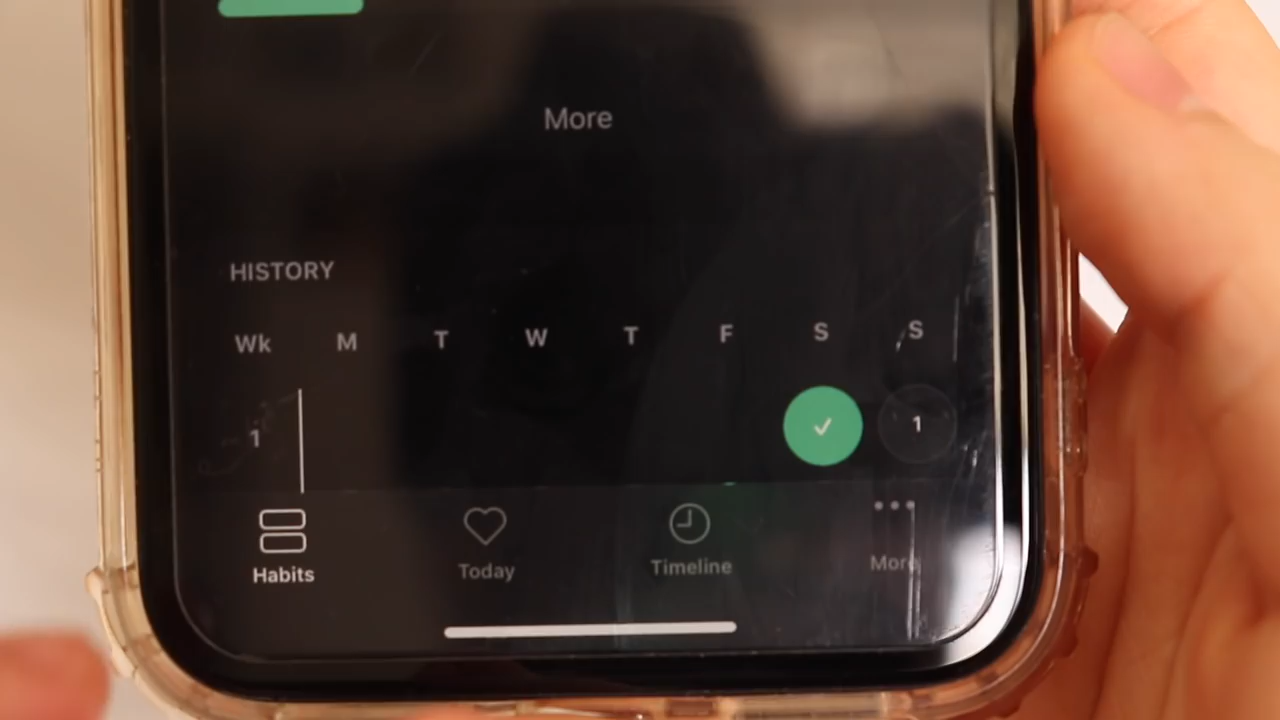 More
HISTORY
Wk M T W T F S S
1 1
Habits Today Timeline More